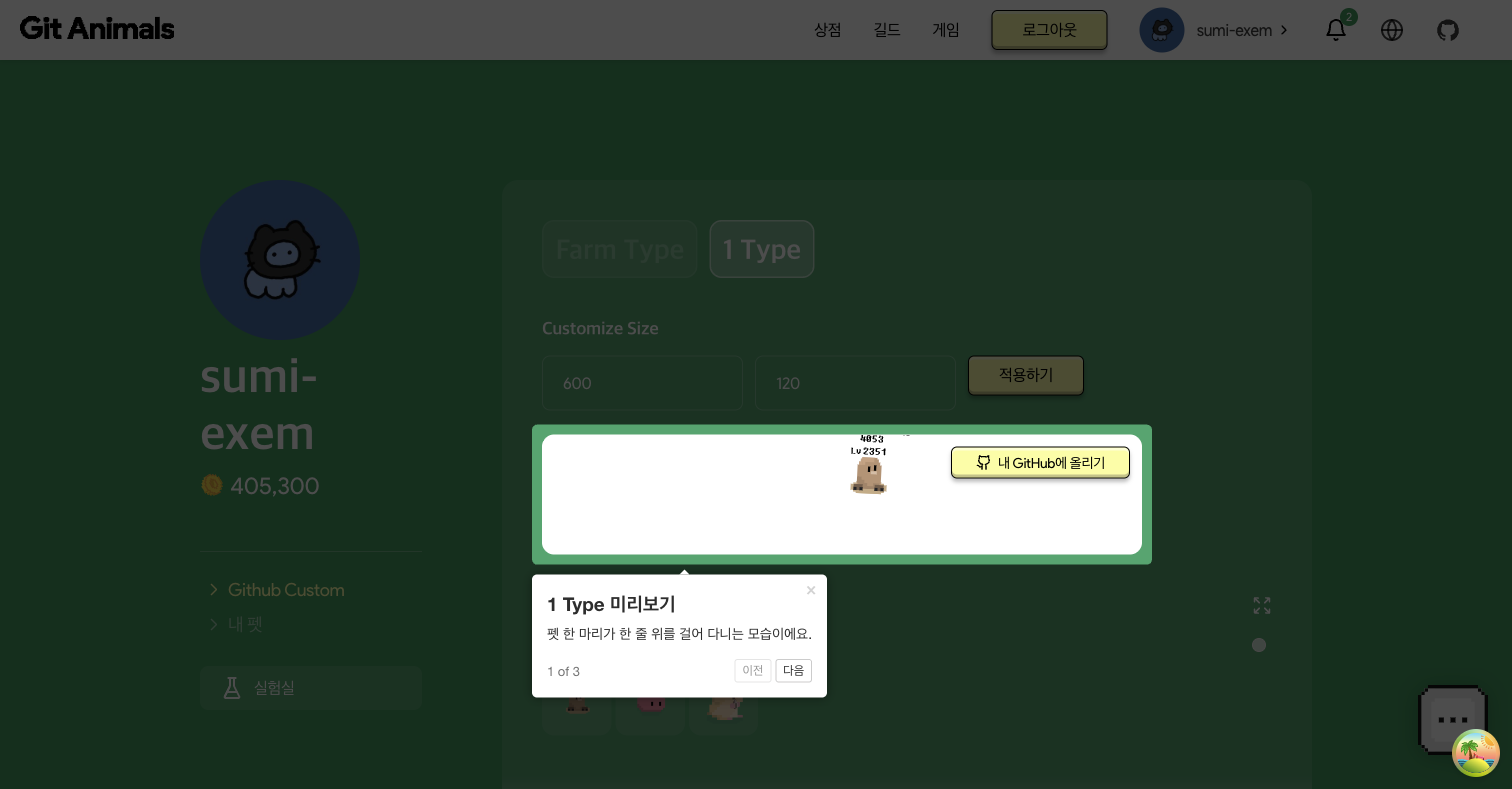 Git Animals
상점
길드
게임
로그아웃
sumi-exem
2
Farm Type
1 Type
sumi-
exem
405,300
Github Custom
내 펫
실험실
Customize Size
600
120
적용하기
4053
Lv2351
내 GitHub에 올리기
×
1 Type 미리보기
펫 한 마리가 한 줄 위를 걸어 다니는 모습이에요.
1 of 3
이전
다음